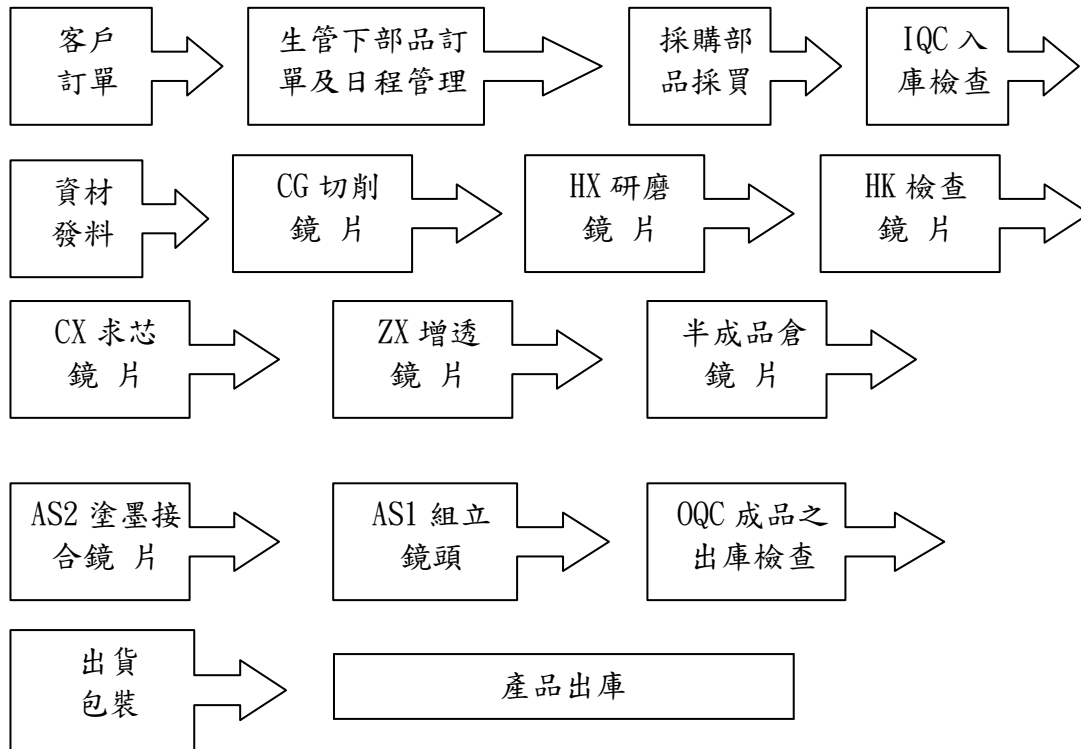 客戶
訂單
生管下部品訂
單及日程管理
採購部
品採買
IQC 入
庫檢查
資材
發料
CG 切削
鏡 片
HX 研磨
鏡 片
HK 檢查
鏡 片
CX 求芯
鏡 片
ZX 增透
鏡 片
半成品倉
鏡 片
AS2 塗墨接
合鏡 片
AS1 組立
鏡頭
OQC 成品之
出庫檢查
出貨
包裝
產品出庫